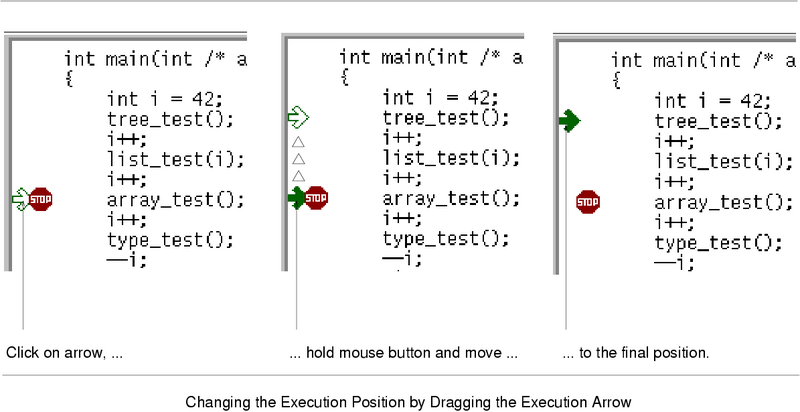 int main(int /* a
{
int i = 42;
tree_test();
i++;
list_test(i);
i++;
STOP array_test();
i++;
type_test();
--i;
Click on arrow, ...
int main(int /* a
{
int i = 42;
tree_test();
i++;
list_test(i);
i++;
STOP array_test();
i++;
type_test();
--i;
... hold mouse button and move ...
int main(int /* a
{
int i = 42;
tree_test();
i++;
list_test(i);
i++;
STOP array_test();
i++;
type_test();
--i;
... to the final position.
Changing the Execution Position by Dragging the Execution Arrow